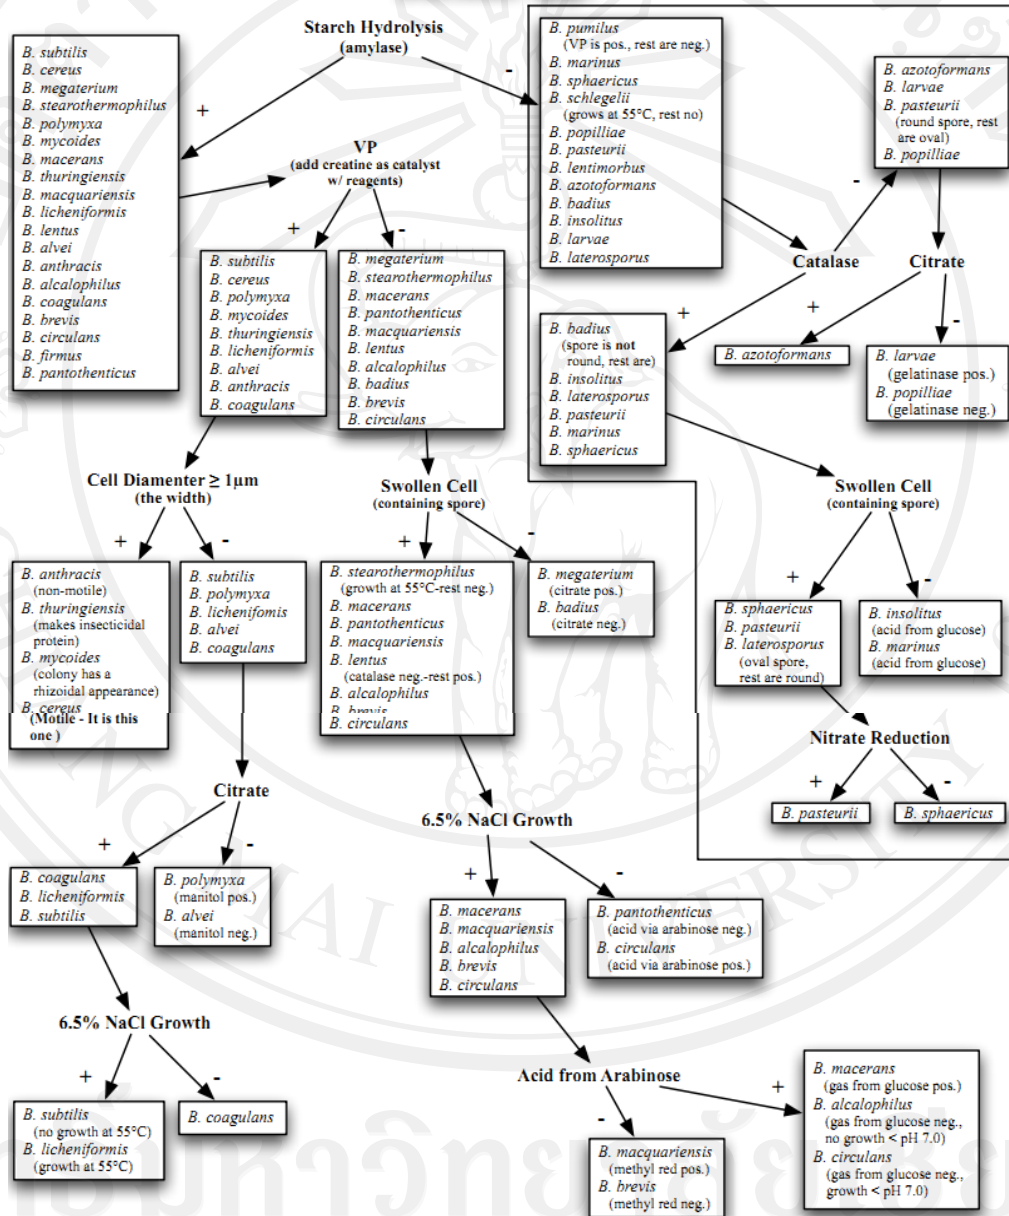 Starch Hydrolysis
(amylase)
+
-
B. subtilis
B. cereus
B. megaterium
B. stearothermophilus
B. polymyxa
B. mycoides
B. macerans
B. thuringiensis
B. macquariensis
B. licheniformis
B. lentus
B. alvei
B. anthracis
B. alcalophilus
B. coagulans
B. brevis
B. circulans
B. firmus
B. pantothenticus
B. pumilus
(VP is pos., rest are neg.)
B. marinus
B. sphaericus
B. schlegelii
(grows at 55°C, rest no)
B. popilliae
B. pasteurii
B. lentimorbus
B. azotoformans
B. badius
B. insolitus
B. larvae
B. laterosporus
B. azotoformans
B. larvae
B. pasteurii
(round spore, rest
are oval)
B. popilliae
VP
(add creatine as catalyst
w/ reagents)
+
-
B. subtilis
B. cereus
B. polymyxa
B. mycoides
B. thuringiensis
B. licheniformis
B. alvei
B. anthracis
B. coagulans
B. megaterium
B. stearothermophilus
B. macerans
B. pantothenticus
B. macquariensis
B. lentus
B. alcalophilus
B. badius
B. brevis
B. circulans
Catalase
-
+
Citrate
+
-
B. badius
(spore is not
round, rest are)
B. insolitus
B. laterosporus
B. pasteurii
B. marinus
B. sphaericus
B. azotoformans
B. larvae
(gelatinase pos.)
B. popilliae
(gelatinase neg.)
Cell Diamenter ≥ 1µm
(the width)
+
-
Swollen Cell
(containing spore)
+
-
Swollen Cell
(containing spore)
+
-
B. anthracis
(non-motile)
B. thuringiensis
(makes insecticidal
protein)
B. mycoides
(colony has a
rhizoidal appearance)
B. cereus
(Motile - It is this
one )
B. subtilis
B. polymyxa
B. lichenifomis
B. alvei
B. coagulans
B. stearothermophilus
(growth at 55°C-rest neg.)
B. macerans
B. pantothenticus
B. macquariensis
B. lentus
(catalase neg.-rest pos.)
B. alcalophilus
B. brevis
B. circulans
B. megaterium
(citrate pos.)
B. badius
(citrate neg.)
B. sphaericus
B. pasteurii
B. laterosporus
(oval spore,
rest are round)
B. insolitus
(acid from glucose)
B. marinus
(acid from glucose)
Nitrate Reduction
+
-
B. pasteurii
B. sphaericus
Citrate
+
-
B. coagulans
B. licheniformis
B. subtilis
B. polymyxa
(manitol pos.)
B. alvei
(manitol neg.)
6.5% NaCl Growth
+
-
B. macerans
B. macquariensis
B. alcalophilus
B. brevis
B. circulans
B. pantothenticus
(acid via arabinose neg.)
B. circulans
(acid via arabinose pos.)
6.5% NaCl Growth
+
-
B. subtilis
(no growth at 55°C)
B. licheniformis
(growth at 55°C)
B. coagulans
Acid from Arabinose
-
+
B. macquariensis
(methyl red pos.)
B. brevis
(methyl red neg.)
B. macerans
(gas from glucose pos.)
B. alcalophilus
(gas from glucose neg.,
no growth < pH 7.0)
B. circulans
(gas from glucose neg.,
growth < pH 7.0)
MAI UNIVERSITY